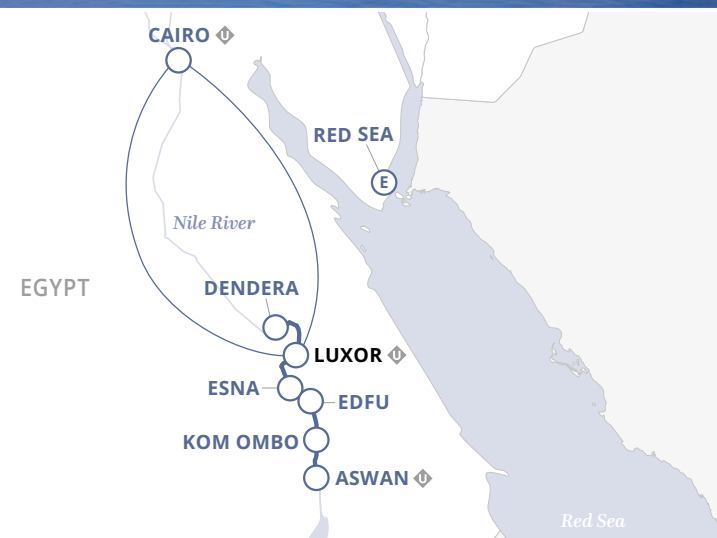 CAIRO U
RED SEA
E
Nile River
EGYPT
DENDERA
LUXOR U
ESNA
EDFU
KOM OMBO
ASWAN U
Red Sea